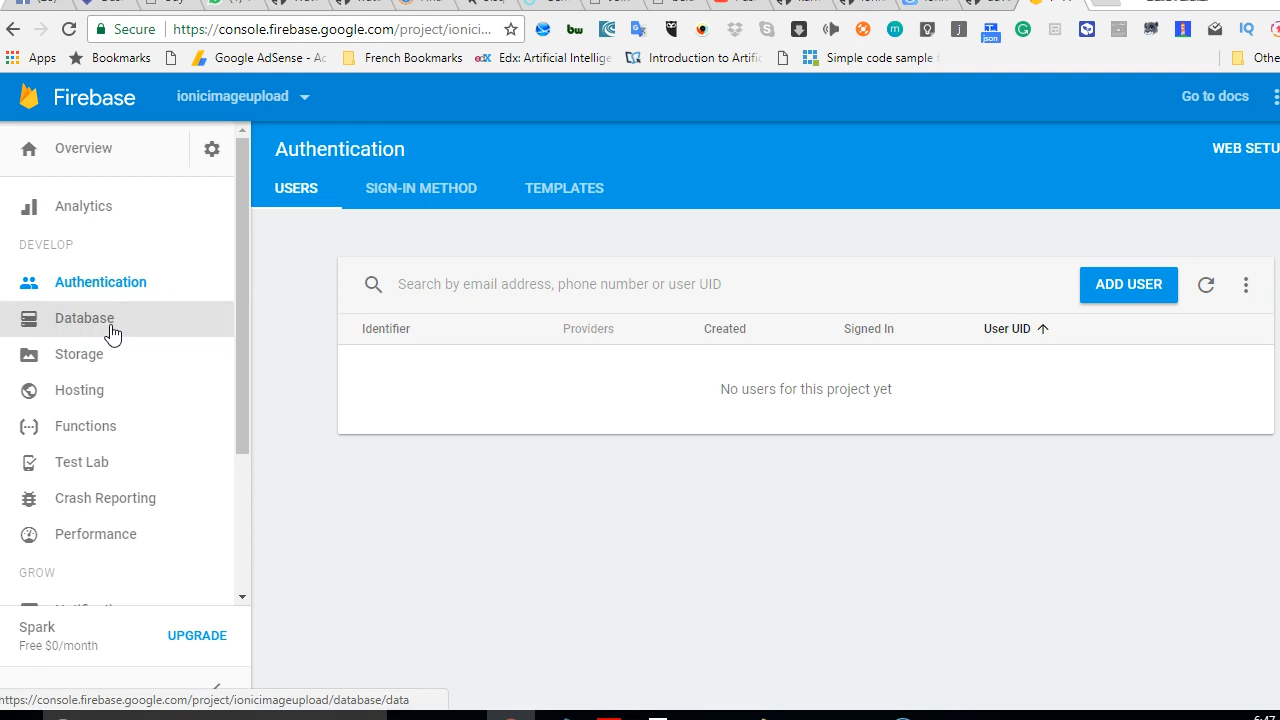 Secure https://console.firebase.google.com/project/ionici...
Apps Bookmarks Google AdSense - Ac French Bookmarks Edx: Artificial Intellige Introduction to Artific Simple code sample Othe
Firebase ionicimageupload Go to docs
Overview
Authentication WEB SETU
USERS SIGN-IN METHOD TEMPLATES
Analytics
DEVELOP
Authentication
Database
Storage
Hosting
Functions
Test Lab
Crash Reporting
Performance
GROW
Search by email address, phone number or user UID ADD USER
Identifier Providers Created Signed In User UID
No users for this project yet
Spark
Free $0/month
UPGRADE
https://console.firebase.google.com/project/ionicimageupload/database/data